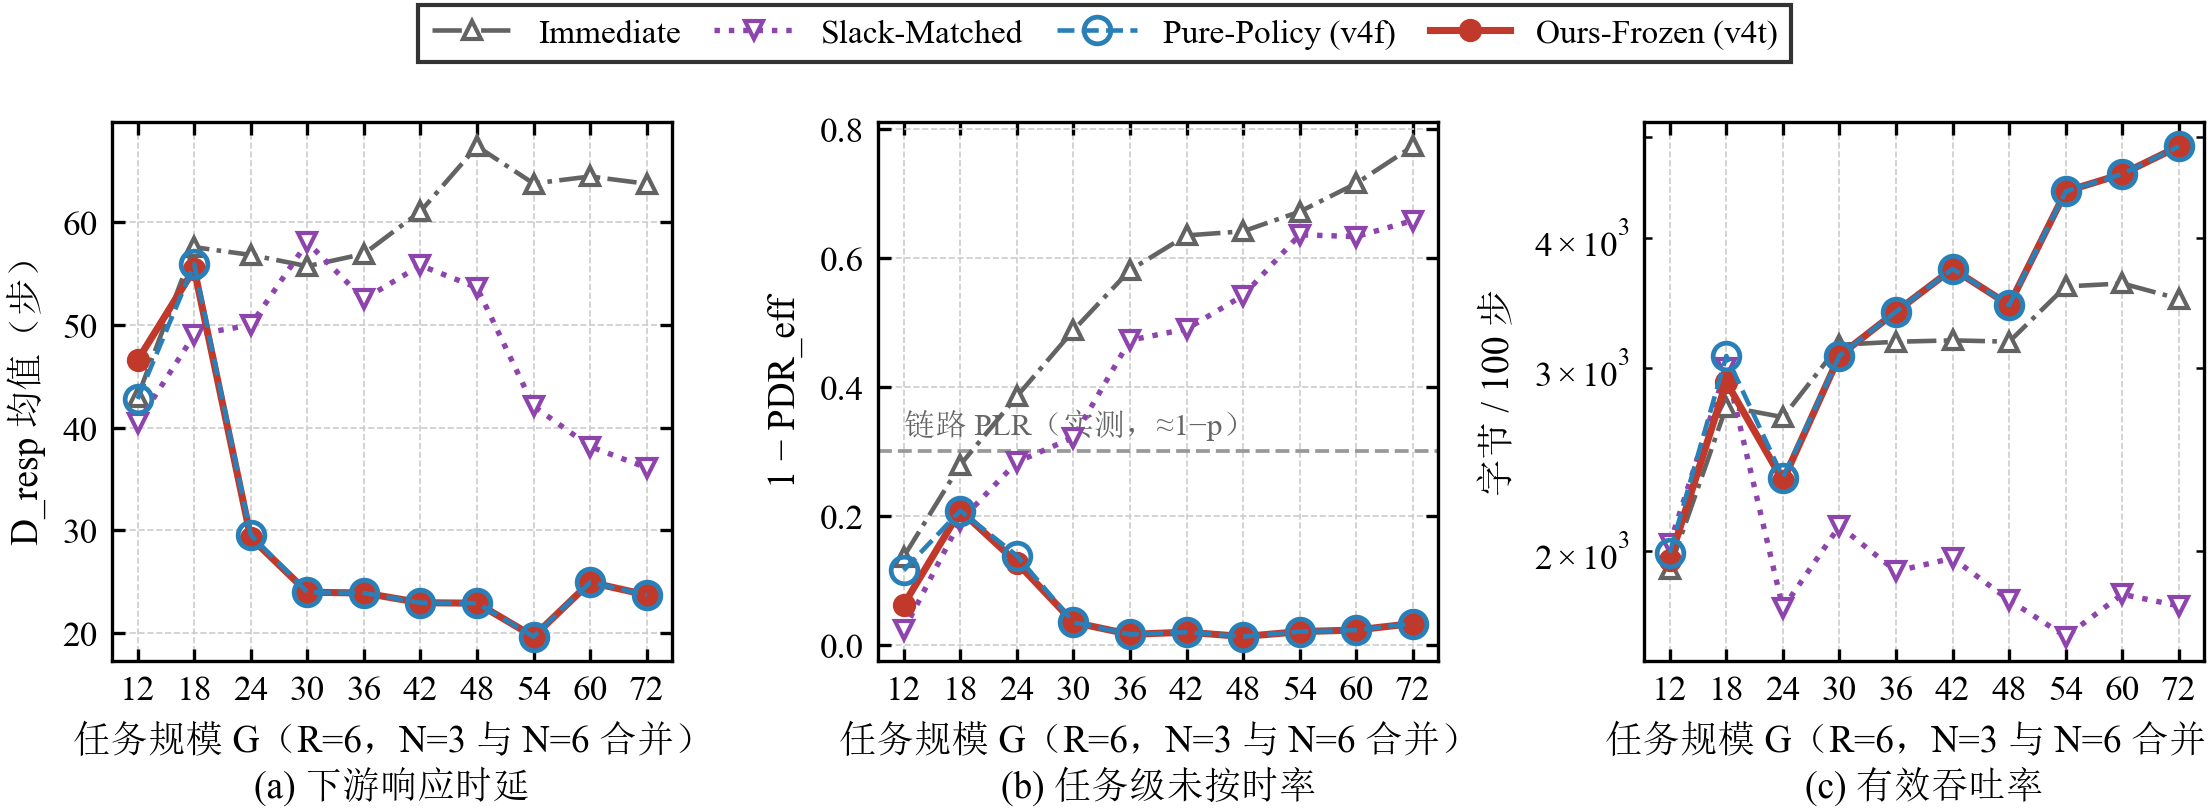 Immediate
Slack-Matched
Pure-Policy (v4f)
Ours-Frozen (v4t)
D_resp 均值（步）
60
50
40
30
20
12 18 24 30 36 42 48 54 60 72
任务规模 G（R=6，N=3 与 N=6 合并）
(a) 下游响应时延
1 − PDR_eff
0.8
0.6
0.4
0.2
0.0
链路 PLR（实测，≈1−p）
12 18 24 30 36 42 48 54 60 72
任务规模 G（R=6，N=3 与 N=6 合并）
(b) 任务级未按时率
字节 / 100 步
4 × 10³
3 × 10³
2 × 10³
12 18 24 30 36 42 48 54 60 72
任务规模 G（R=6，N=3 与 N=6 合并
(c) 有效吞吐率